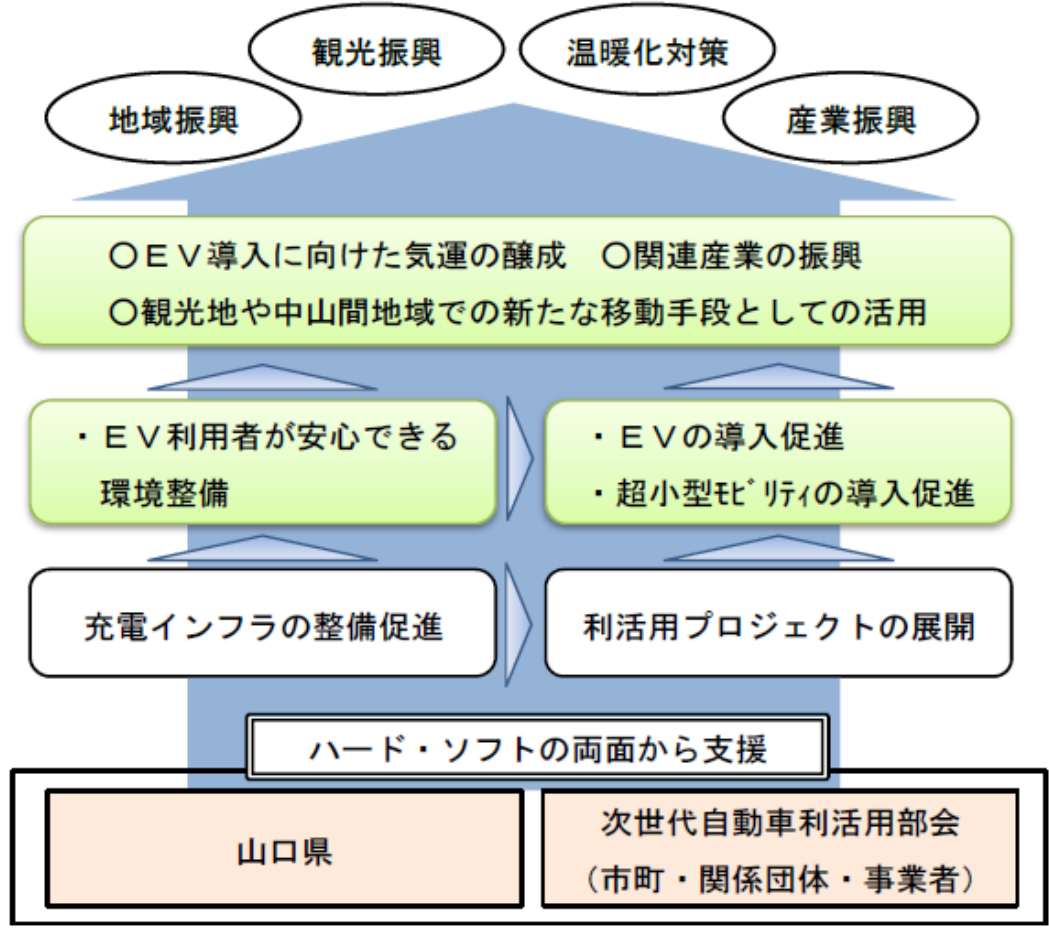 観光振興
温暖化対策
地域振興
産業振興
○ＥＶ導入に向けた気運の醸成　○関連産業の振興
○観光地や中山間地域での新たな移動手段としての活用
・ＥＶ利用者が安心できる
環境整備
・ＥＶの導入促進
・超小型ﾓﾋﾞﾘﾃｨの導入促進
充電インフラの整備促進
利活用プロジェクトの展開
ハード・ソフトの両面から支援
山口県
次世代自動車利活用部会
（市町・関係団体・事業者）